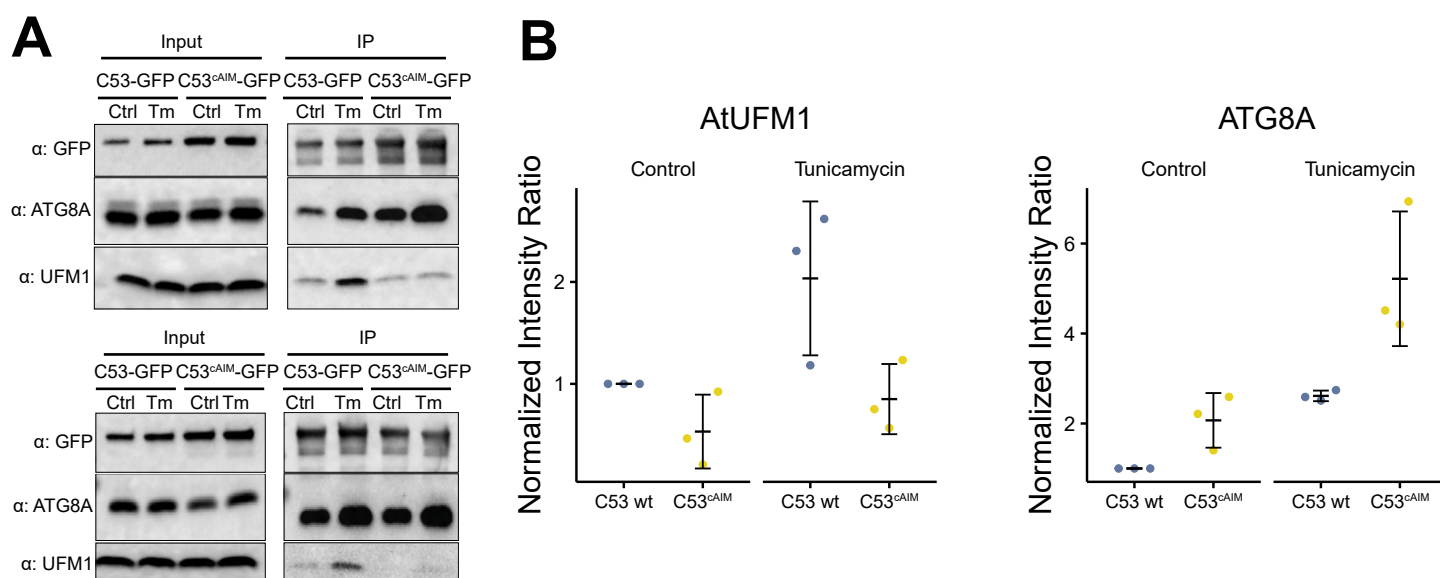 A
Input IP
C53-GFP C53cAIM-GFP C53-GFP C53cAIM-GFP
Ctrl Tm Ctrl Tm Ctrl Tm Ctrl Tm
α: GFP
α: ATG8A
α: UFM1
Input IP
C53-GFP C53cAIM-GFP C53-GFP C53cAIM-GFP
Ctrl Tm Ctrl Tm Ctrl Tm Ctrl Tm
α: GFP
α: ATG8A
α: UFM1
B
AtUFM1
Control Tunicamycin
Normalized Intensity Ratio
2
1
C53 wt C53cAIM C53 wt C53cAIM
ATG8A
Control Tunicamycin
Normalized Intensity Ratio
6
4
2
C53 wt C53cAIM C53 wt C53cAIM